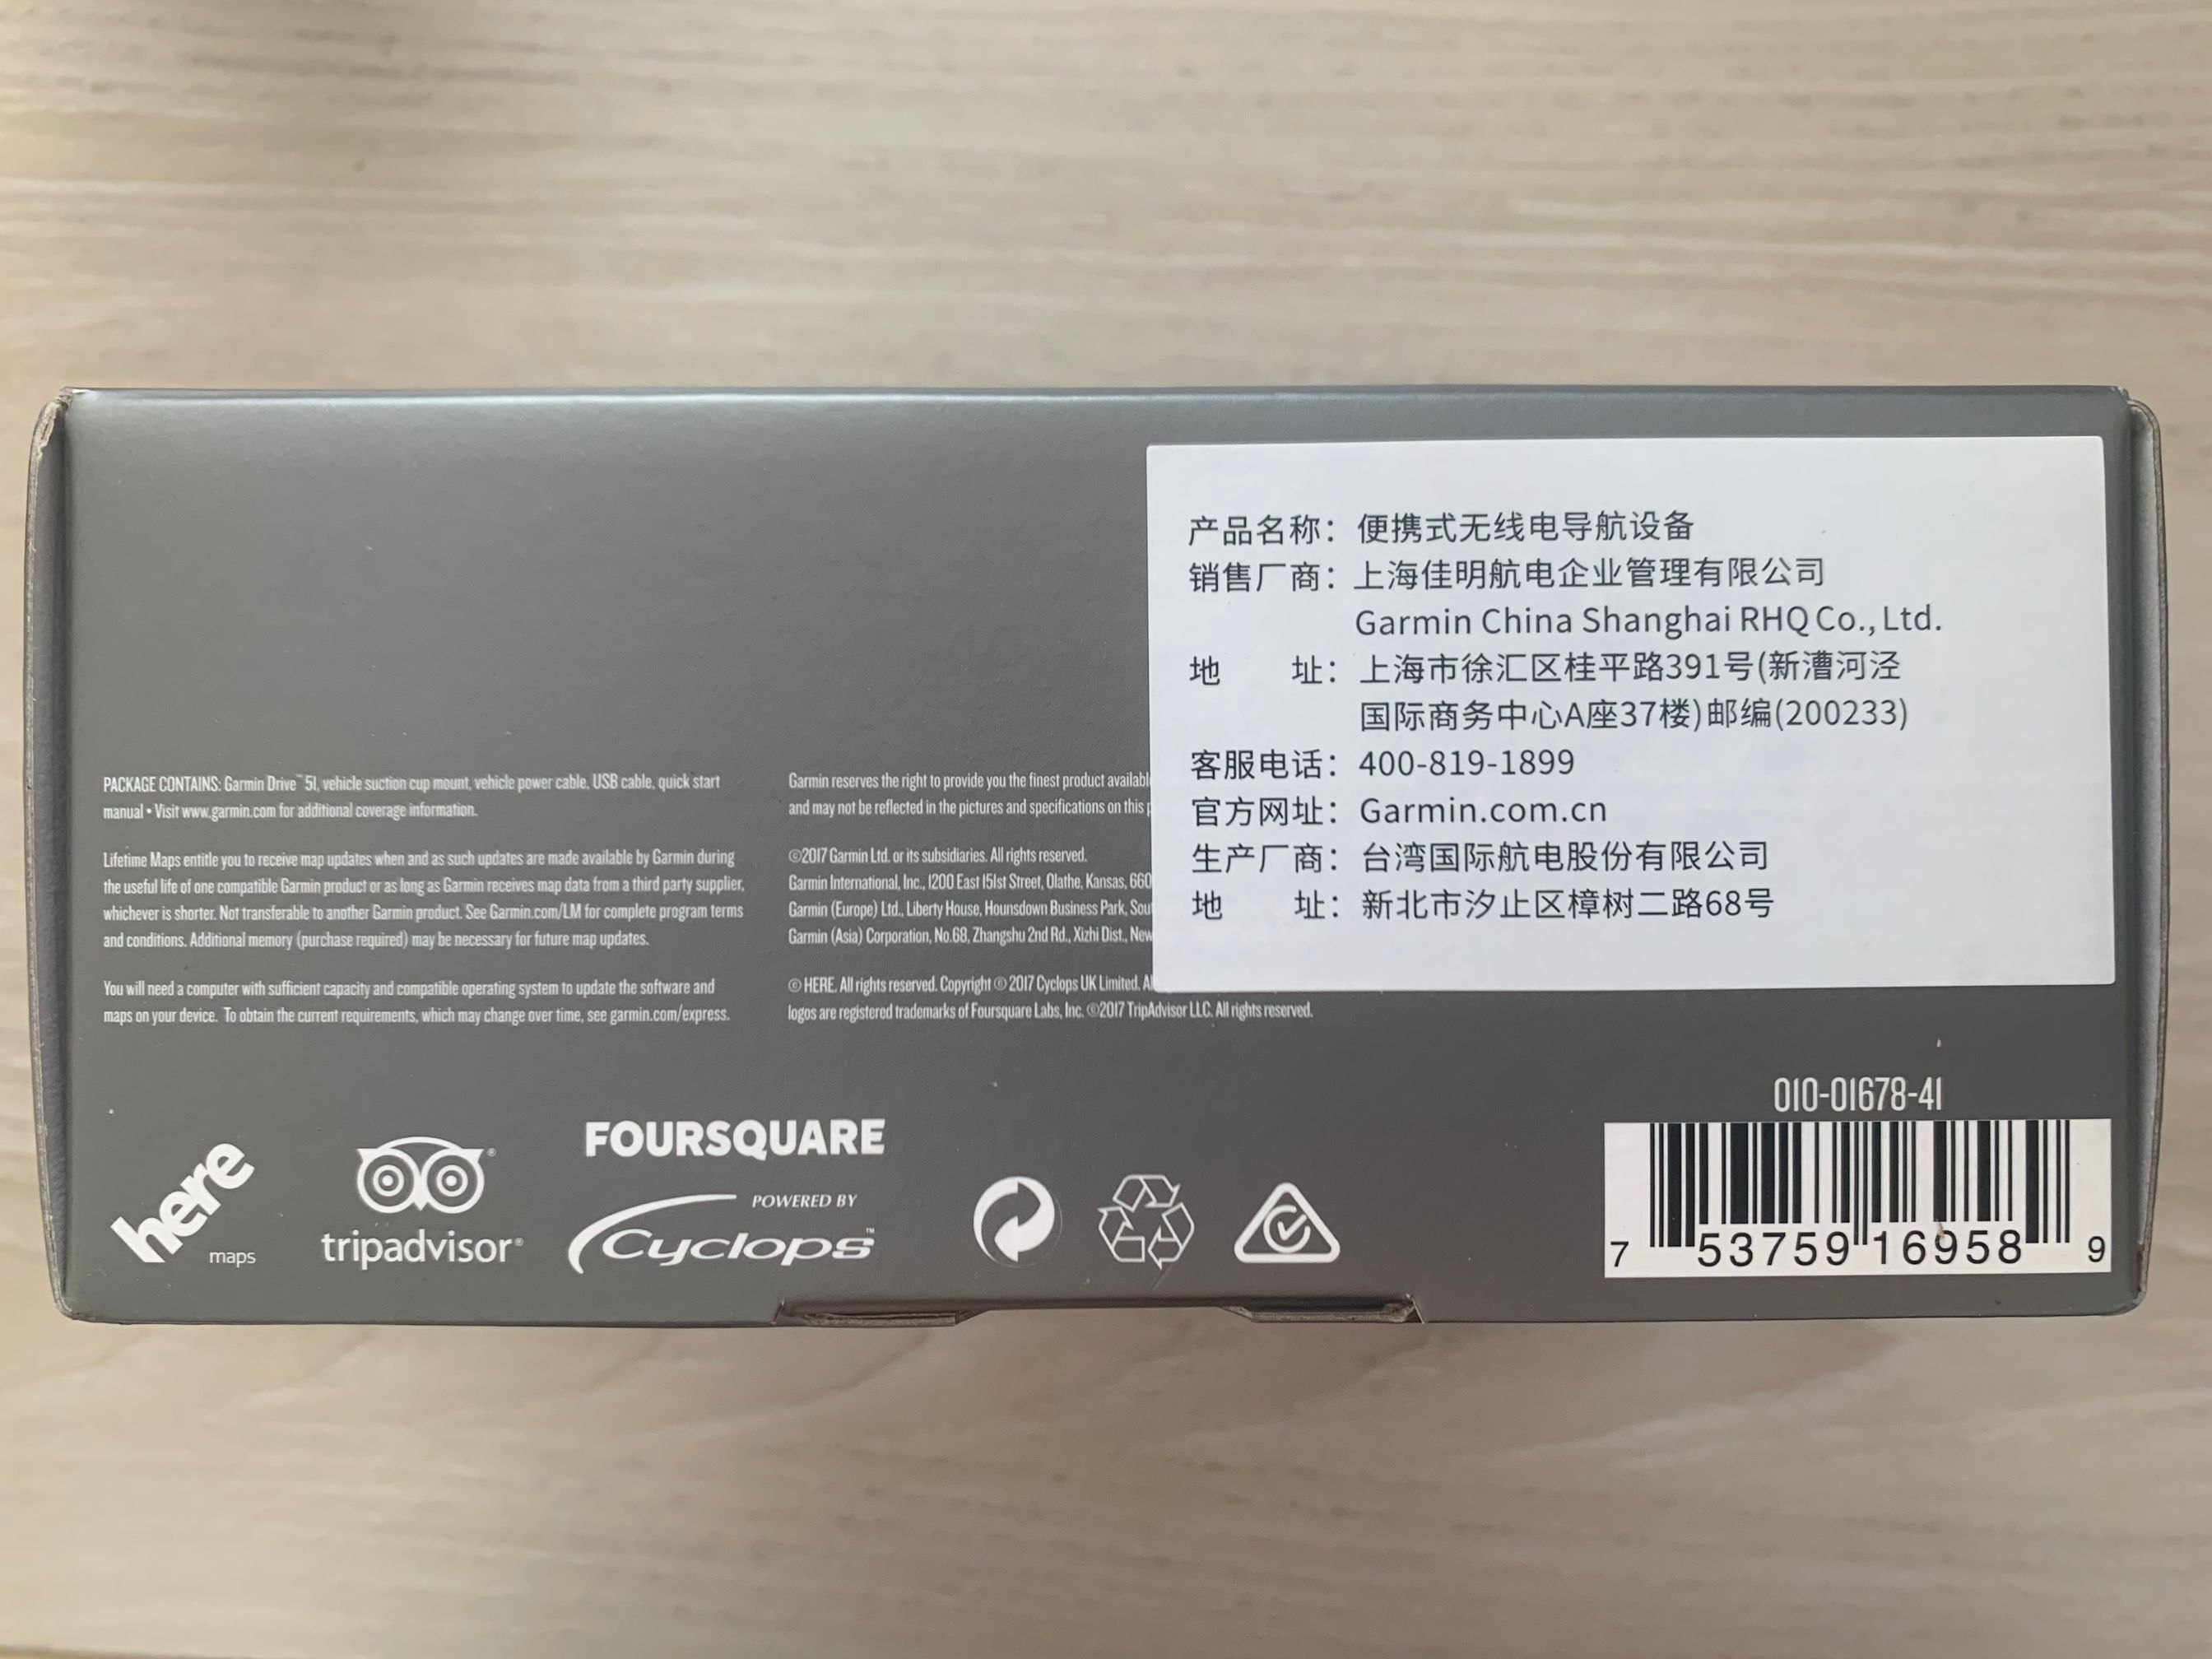 产品名称：便携式无线电导航设备
销售厂商：上海佳明航电企业管理有限公司
Garmin China Shanghai RHQ Co., Ltd.
地 址：上海市徐汇区桂平路391号(新漕河泾
国际商务中心A座37楼)邮编(200233)
客服电话：400-819-1899
官方网址：Garmin.com.cn
生产厂商：台湾国际航电股份有限公司
地 址：新北市汐止区樟树二路68号
PACKAGE CONTAINS: Garmin Drive™ 51, vehicle suction cup mount, vehicle power cable, USB cable, quick start
manual • Visit www.garmin.com for additional coverage information.
Lifetime Maps entitle you to receive map updates when and as such updates are made available by Garmin during
the useful life of one compatible Garmin product or as long as Garmin receives map data from a third party supplier,
whichever is shorter. Not transferable to another Garmin product. See Garmin.com/LM for complete program terms
and conditions. Additional memory (purchase required) may be necessary for future map updates.
You will need a computer with sufficient capacity and compatible operating system to update the software and
maps on your device. To obtain the current requirements, which may change over time, see garmin.com/express.
Garmin reserves the right to provide you the finest product
and may not be reflected in the pictures and specifications on this
©2017 Garmin Ltd. or its subsidiaries. All rights reserved.
Garmin International, Inc., 1200 East 151st Street, Olathe, Kansas,
Garmin (Europe) Ltd., Liberty House, Hounsdown Business Park,
Garmin (Asia) Corporation, No.68, Zhangshu 2nd Rd., Xizhi Dist., New
© HERE. All rights reserved. Copyright © 2017 Cyclops UK Limited.
logos are registered trademarks of Foursquare Labs, Inc. ©2017 TripAdvisor LLC. All rights reserved.
here
maps
tripadvisor®
FOURSQUARE
POWERED BY
Cyclops™
010-01678-41
7 53759 16958 9